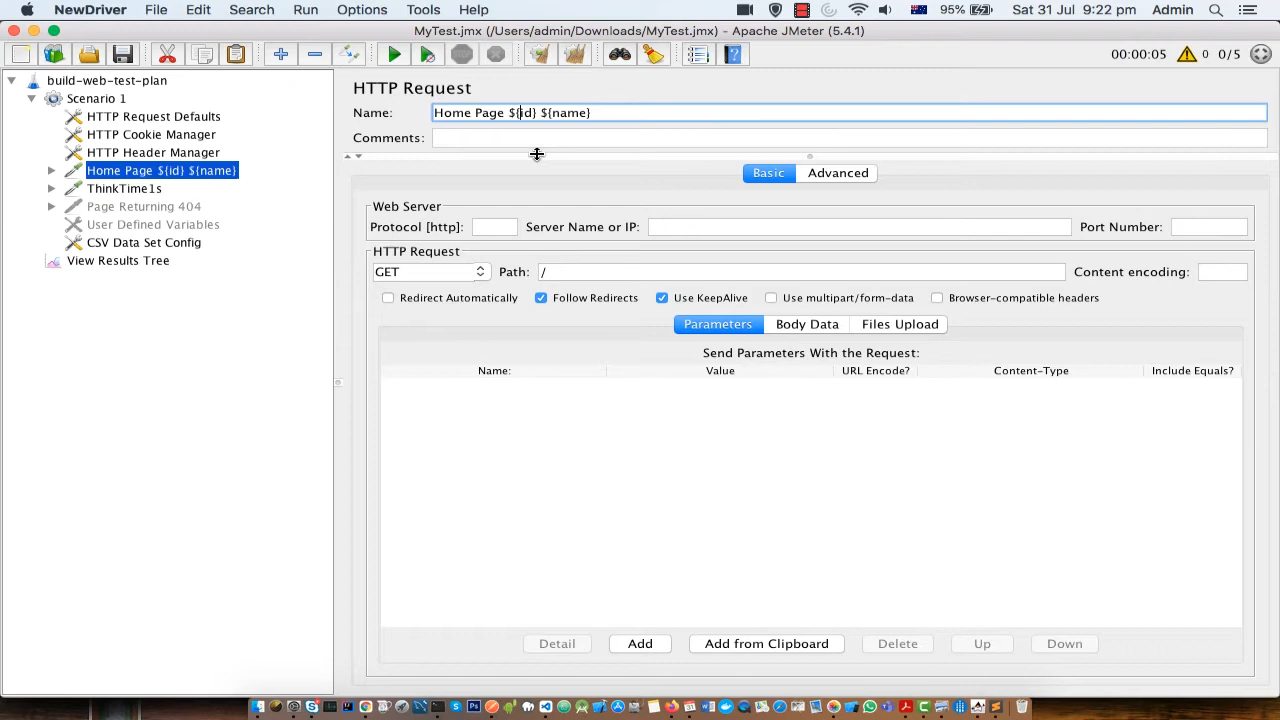 NewDriver File Edit Search Run Options Tools Help 95% Sat 31 Jul 9:22 pm Admin
MyTest.jmx (/Users/admin/Downloads/MyTest.jmx) - Apache JMeter (5.4.1)
00:00:05 0 0/5
build-web-test-plan
Scenario 1
HTTP Request Defaults
HTTP Cookie Manager
HTTP Header Manager
Home Page ${id} ${name}
ThinkTime1s
Page Returning 404
User Defined Variables
CSV Data Set Config
View Results Tree
HTTP Request
Name: Home Page ${id} ${name}
Comments:
Basic Advanced
Web Server
Protocol [http]: Server Name or IP: Port Number:
HTTP Request
GET Path: / Content encoding:
Redirect Automatically Follow Redirects Use KeepAlive Use multipart/form-data Browser-compatible headers
Parameters Body Data Files Upload
Send Parameters With the Request:
Name: Value URL Encode? Content-Type Include Equals?
Detail Add Add from Clipboard Delete Up Down